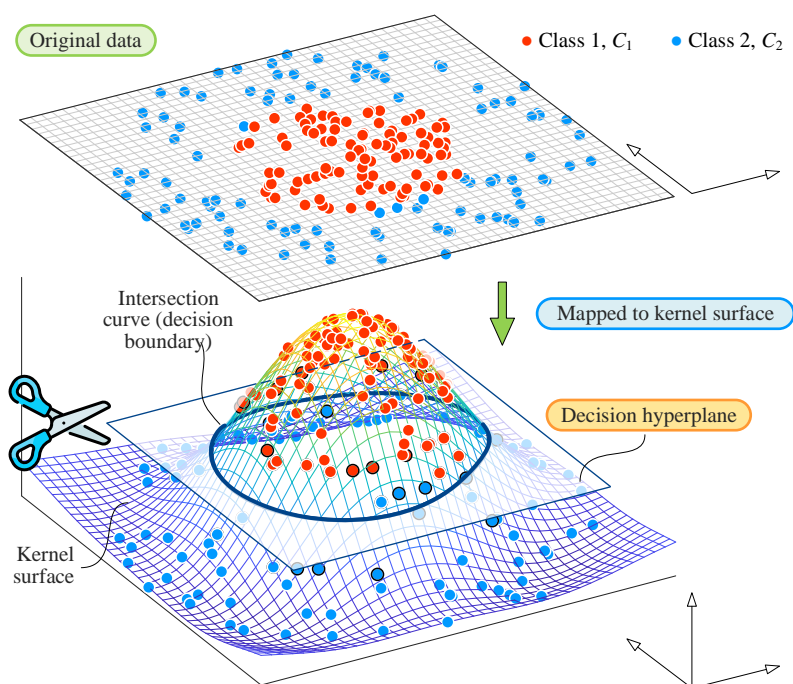 Original data
Class 1, C₁
Class 2, C₂
Intersection
curve (decision
boundary)
Mapped to kernel surface
Decision hyperplane
Kernel
surface